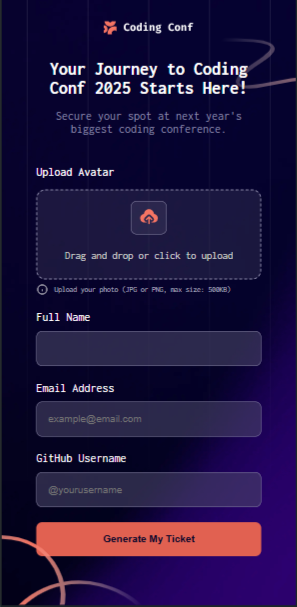 Coding Conf
Your Journey to Coding
Conf 2025 Starts Here!
Secure your spot at next year's
biggest coding conference.
Upload Avatar
Drag and drop or click to upload
Upload your photo (JPG or PNG, max size: 500KB)
Full Name
Email Address
example@email.com
GitHub Username
@yourusername
Generate My Ticket